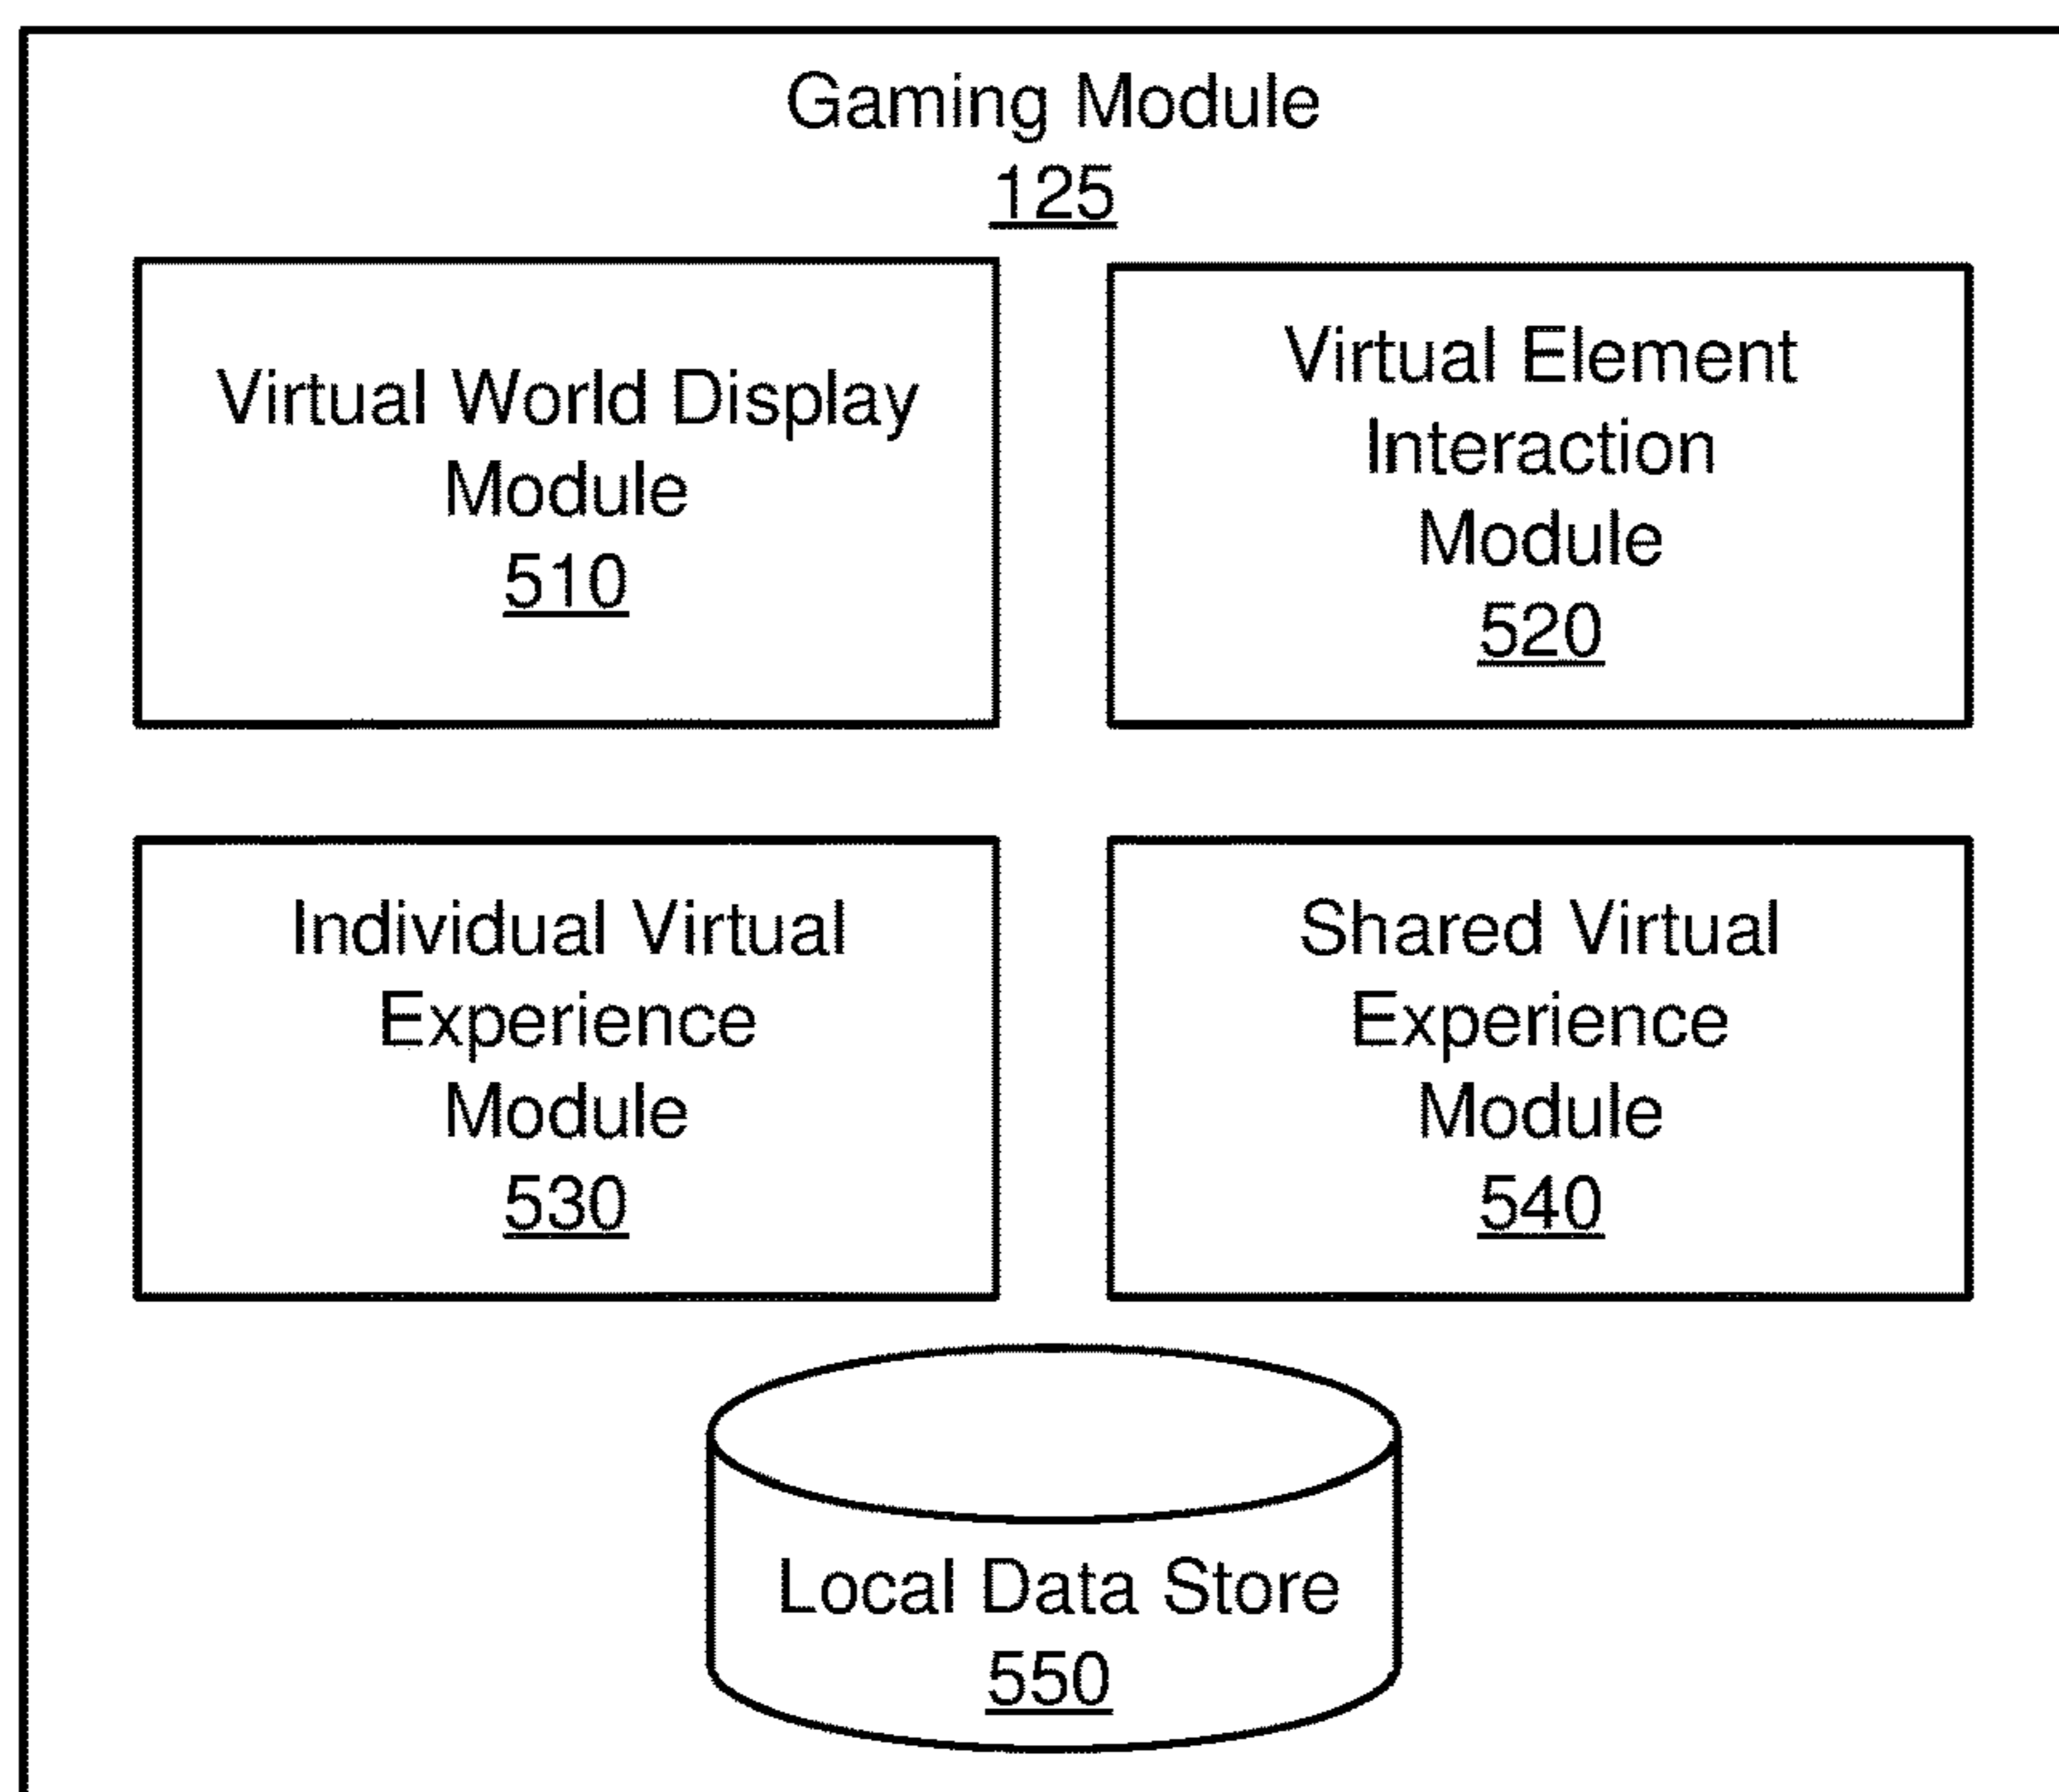 Gaming Module
125
Virtual World Display
Module
510
Virtual Element
Interaction
Module
520
Individual Virtual
Experience
Module
530
Shared Virtual
Experience
Module
540
Local Data Store
550